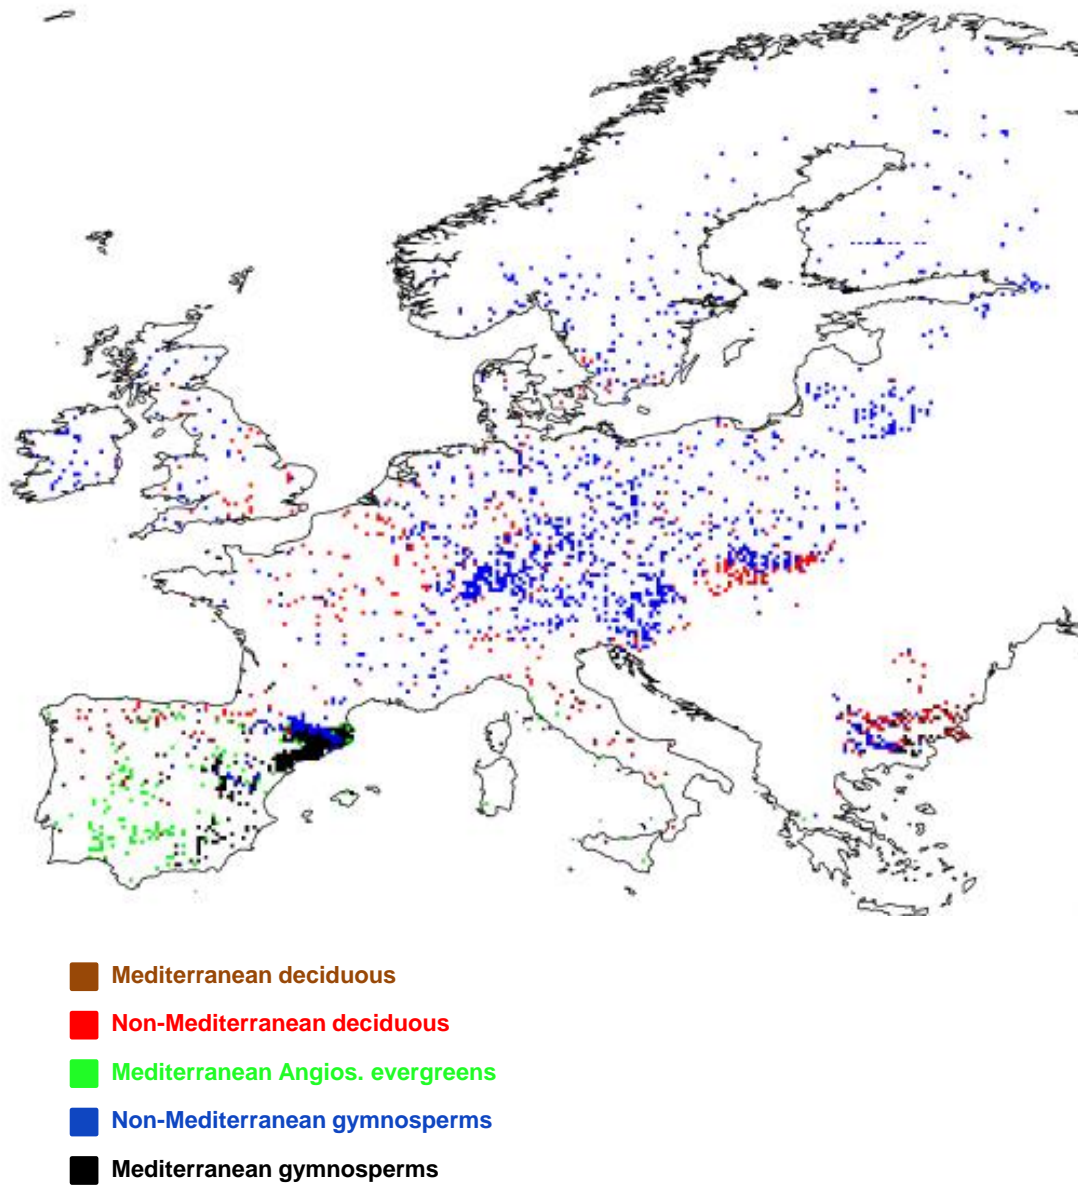 Mediterranean deciduous
Non-Mediterranean deciduous
Mediterranean Angios. evergreens
Non-Mediterranean gymnosperms
Mediterranean gymnosperms